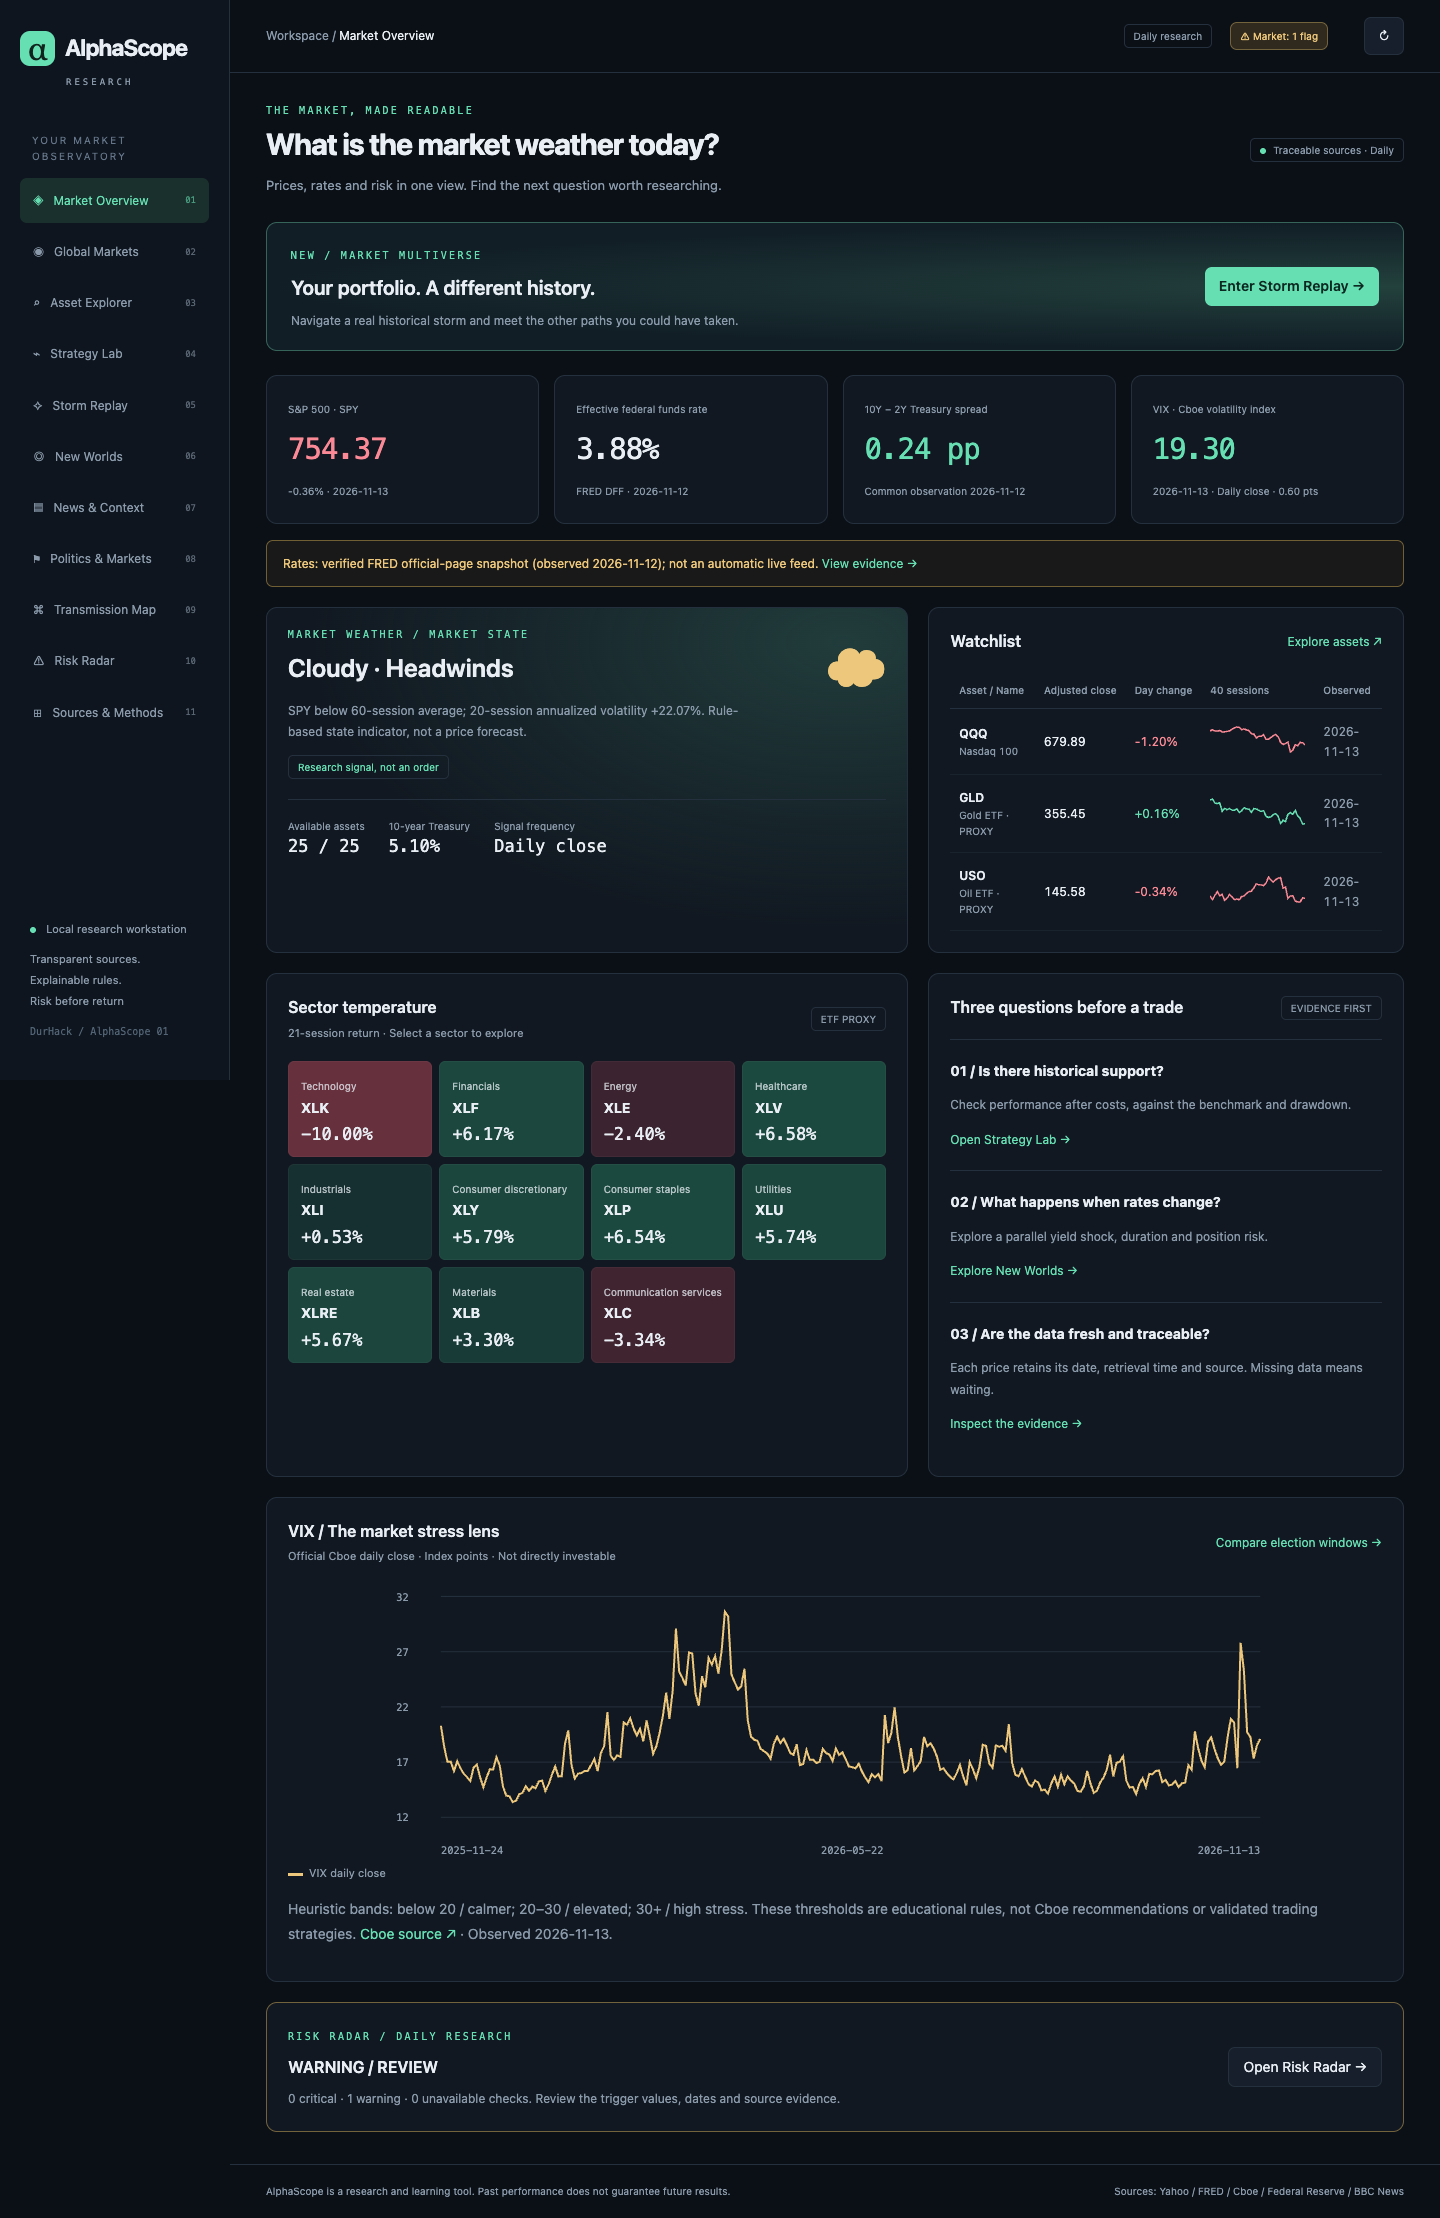 α AlphaScope
RESEARCH
YOUR MARKET
OBSERVATORY
Market Overview 01
Global Markets 02
Asset Explorer 03
Strategy Lab 04
Storm Replay 05
New Worlds 06
News & Context 07
Politics & Markets 08
Transmission Map 09
Risk Radar 10
Sources & Methods 11
Local research workstation
Transparent sources.
Explainable rules.
Risk before return
DurHack / AlphaScope 01
Workspace / Market Overview
Daily research
⚠ Market: 1 flag
↻
THE MARKET, MADE READABLE
What is the market weather today?
Prices, rates and risk in one view. Find the next question worth researching.
Traceable sources · Daily
NEW / MARKET MULTIVERSE
Your portfolio. A different history.
Navigate a real historical storm and meet the other paths you could have taken.
Enter Storm Replay →
S&P 500 · SPY
754.37
-0.36% · 2026-11-13
Effective federal funds rate
3.88%
FRED DFF · 2026-11-12
10Y − 2Y Treasury spread
0.24 pp
Common observation 2026-11-12
VIX · Cboe volatility index
19.30
2026-11-13 · Daily close · 0.60 pts
Rates: verified FRED official-page snapshot (observed 2026-11-12); not an automatic live feed. View evidence →
MARKET WEATHER / MARKET STATE
Cloudy · Headwinds
SPY below 60-session average; 20-session annualized volatility +22.07%. Rule-
based state indicator, not a price forecast.
Research signal, not an order
Available assets
25 / 25
10-year Treasury
5.10%
Signal frequency
Daily close
Watchlist
Explore assets ↗
Asset / Name Adjusted close Day change 40 sessions Observed
QQQ
Nasdaq 100
679.89 -1.20%
2026-
11-13
GLD
Gold ETF ·
PROXY
355.45 +0.16%
2026-
11-13
USO
Oil ETF ·
PROXY
145.58 -0.34%
2026-
11-13
Sector temperature
21-session return · Select a sector to explore
ETF PROXY
Technology
XLK
−10.00%
Financials
XLF
+6.17%
Energy
XLE
−2.40%
Healthcare
XLV
+6.58%
Industrials
XLI
+0.53%
Consumer discretionary
XLY
+5.79%
Consumer staples
XLP
+6.54%
Utilities
XLU
+5.74%
Real estate
XLRE
+5.67%
Materials
XLB
+3.30%
Communication services
XLC
−3.34%
Three questions before a trade
EVIDENCE FIRST
01 / Is there historical support?
Check performance after costs, against the benchmark and drawdown.
Open Strategy Lab →
02 / What happens when rates change?
Explore a parallel yield shock, duration and position risk.
Explore New Worlds →
03 / Are the data fresh and traceable?
Each price retains its date, retrieval time and source. Missing data means
waiting.
Inspect the evidence →
VIX / The market stress lens
Official Cboe daily close · Index points · Not directly investable
Compare election windows →
32
27
22
17
12
2025−11−24 2026−05−22 2026−11−13
VIX daily close
Heuristic bands: below 20 / calmer; 20–30 / elevated; 30+ / high stress. These thresholds are educational rules, not Cboe recommendations or validated trading
strategies. Cboe source ↗ · Observed 2026-11-13.
RISK RADAR / DAILY RESEARCH
WARNING / REVIEW
0 critical · 1 warning · 0 unavailable checks. Review the trigger values, dates and source evidence.
Open Risk Radar →
AlphaScope is a research and learning tool. Past performance does not guarantee future results.
Sources: Yahoo / FRED / Cboe / Federal Reserve / BBC News